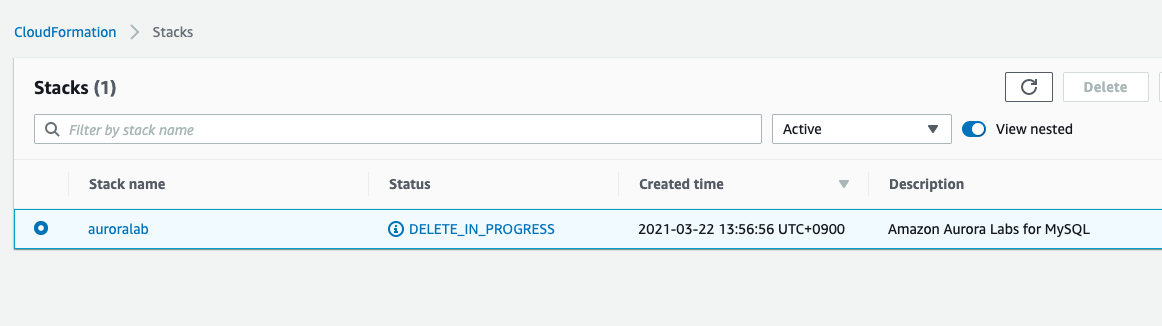 CloudFormation > Stacks
Stacks (1)
Delete
Filter by stack name
Active
View nested
Stack name Status Created time Description
auroralab DELETE_IN_PROGRESS 2021-03-22 13:56:56 UTC+0900 Amazon Aurora Labs for MySQL